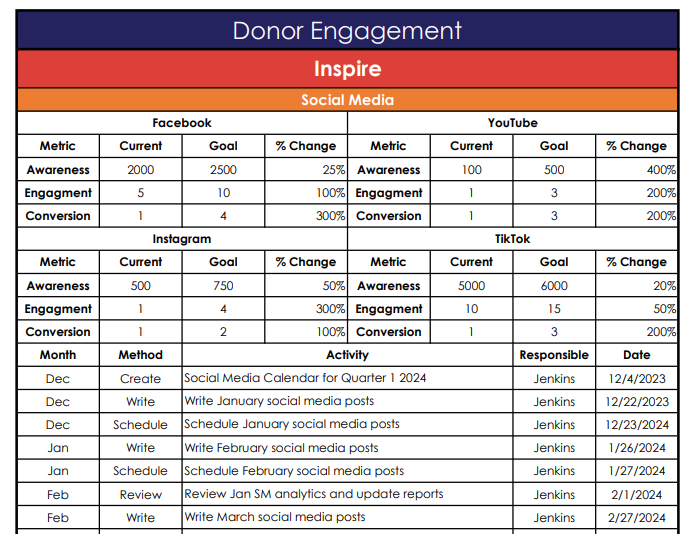 Donor Engagement
Inspire
Social Media
Facebook YouTube
Metric Current Goal % Change Metric Current Goal % Change
Awareness 2000 2500 25% Awareness 100 500 400%
Engagment 5 10 100% Engagment 1 3 200%
Conversion 1 4 300% Conversion 1 3 200%
Instagram TikTok
Metric Current Goal % Change Metric Current Goal % Change
Awareness 500 750 50% Awareness 5000 6000 20%
Engagment 1 4 300% Engagment 10 15 50%
Conversion 1 2 100% Conversion 1 3 200%
Month Method Activity Responsible Date
Dec Create Social Media Calendar for Quarter 1 2024 Jenkins 12/4/2023
Dec Write Write January social media posts Jenkins 12/22/2023
Dec Schedule Schedule January social media posts Jenkins 12/23/2024
Jan Write Write February social media posts Jenkins 1/26/2024
Jan Schedule Schedule February social media posts Jenkins 1/27/2024
Feb Review Review Jan SM analytics and update reports Jenkins 2/1/2024
Feb Write Write March social media posts Jenkins 2/27/2024